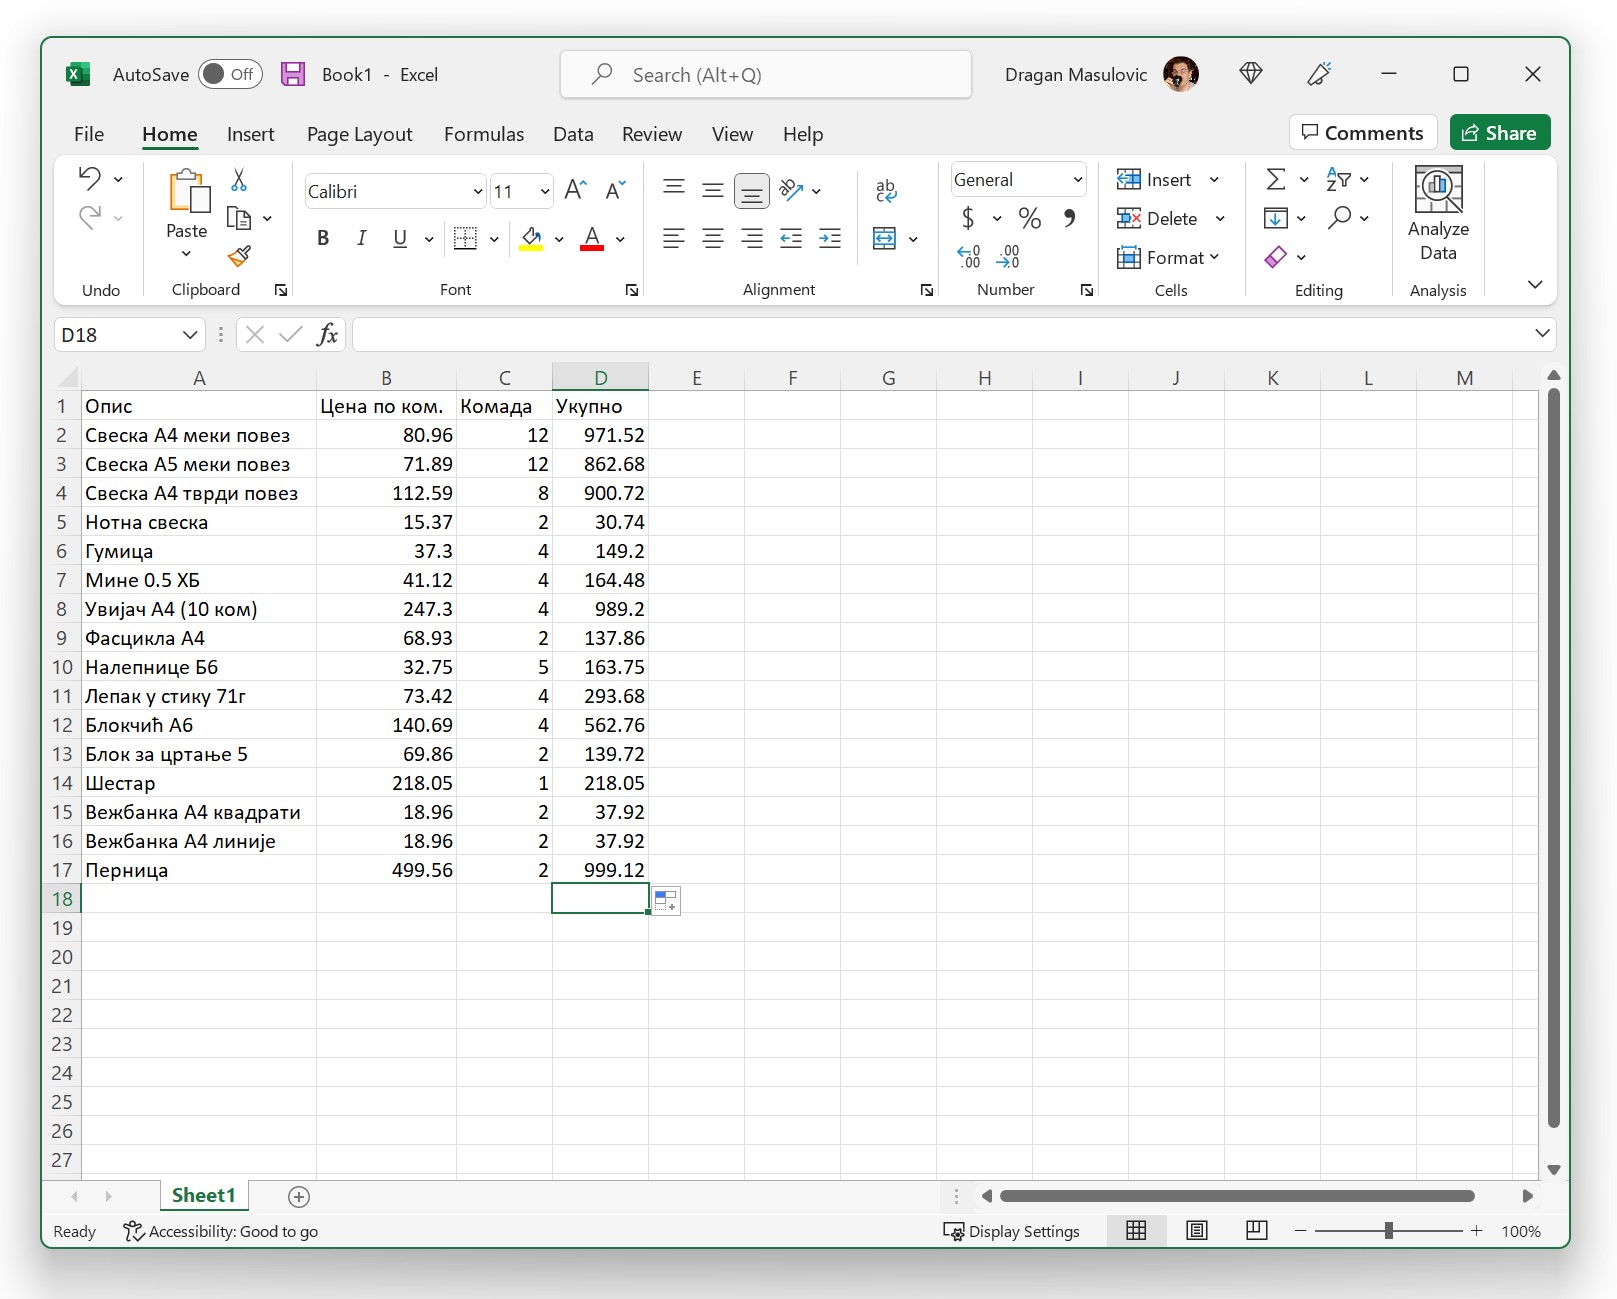 AutoSave Off Book1 - Excel Search (Alt+Q) Dragan Masulovic
File Home Insert Page Layout Formulas Data Review View Help Comments Share
Calibri 11 ab General Insert
Paste $ % Delete Analyze
B I U A .00 .00 Format Data
Undo Clipboard Font Alignment Number Cells Editing Analysis
D18 fx
A B C D E F G H I J K L M
1 Опис Цена по ком. Комада Укупно
2 Свеска А4 меки повез 80.96 12 971.52
3 Свеска А5 меки повез 71.89 12 862.68
4 Свеска А4 тврди повез 112.59 8 900.72
5 Нотна свеска 15.37 2 30.74
6 Гумица 37.3 4 149.2
7 Мине 0.5 ХБ 41.12 4 164.48
8 Увијач А4 (10 ком) 247.3 4 989.2
9 Фасцикла А4 68.93 2 137.86
10 Налепнице Б6 32.75 5 163.75
11 Лепак у стику 71г 73.42 4 293.68
12 Блокчић А6 140.69 4 562.76
13 Блок за цртање 5 69.86 2 139.72
14 Шестар 218.05 1 218.05
15 Вежбанка А4 квадрати 18.96 2 37.92
16 Вежбанка А4 линије 18.96 2 37.92
17 Перница 499.56 2 999.12
18
19
20
21
22
23
24
25
26
27
Sheet1
Ready Accessibility: Good to go Display Settings 100%